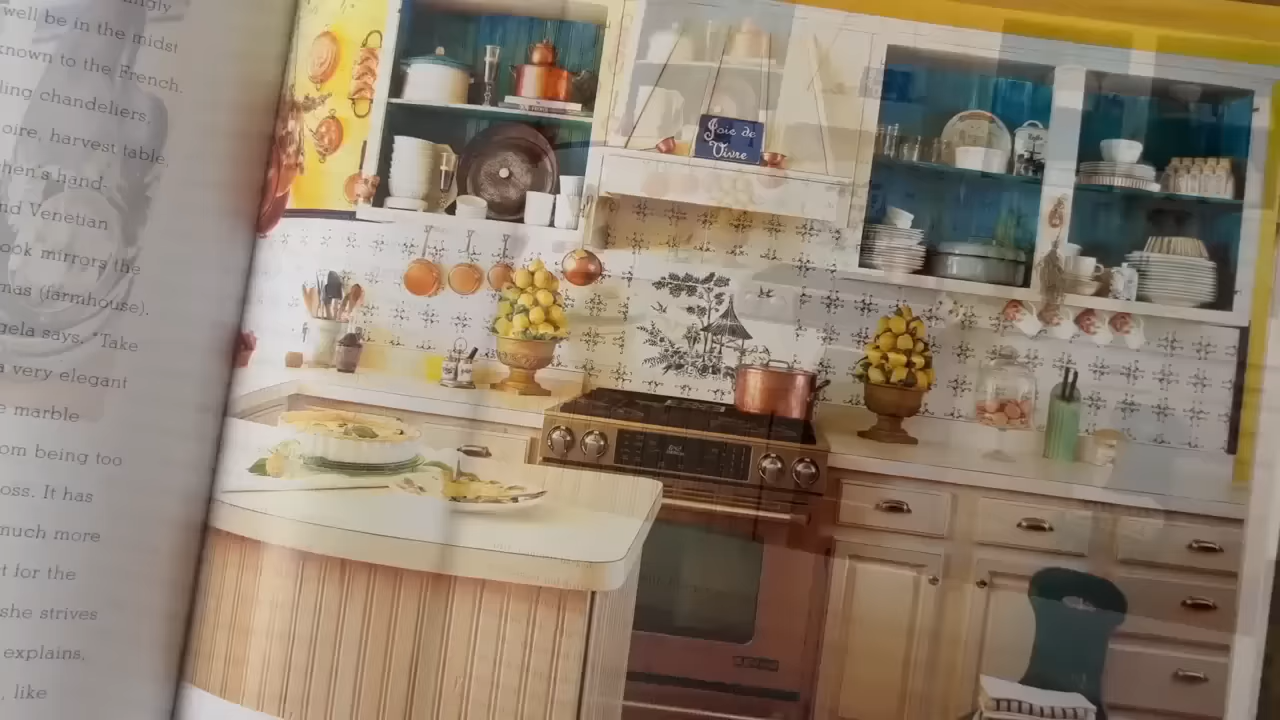 well be in the midst
known to the French.
ling chandeliers,
oire, harvest table,
hen's hand-
nd Venetian
ook mirrors the
mas (farmhouse).
gela says. "Take
a very elegant
e marble
om being too
oss. It has
much more
t for the
she strives
explains,
, like
Joie de
Vivre